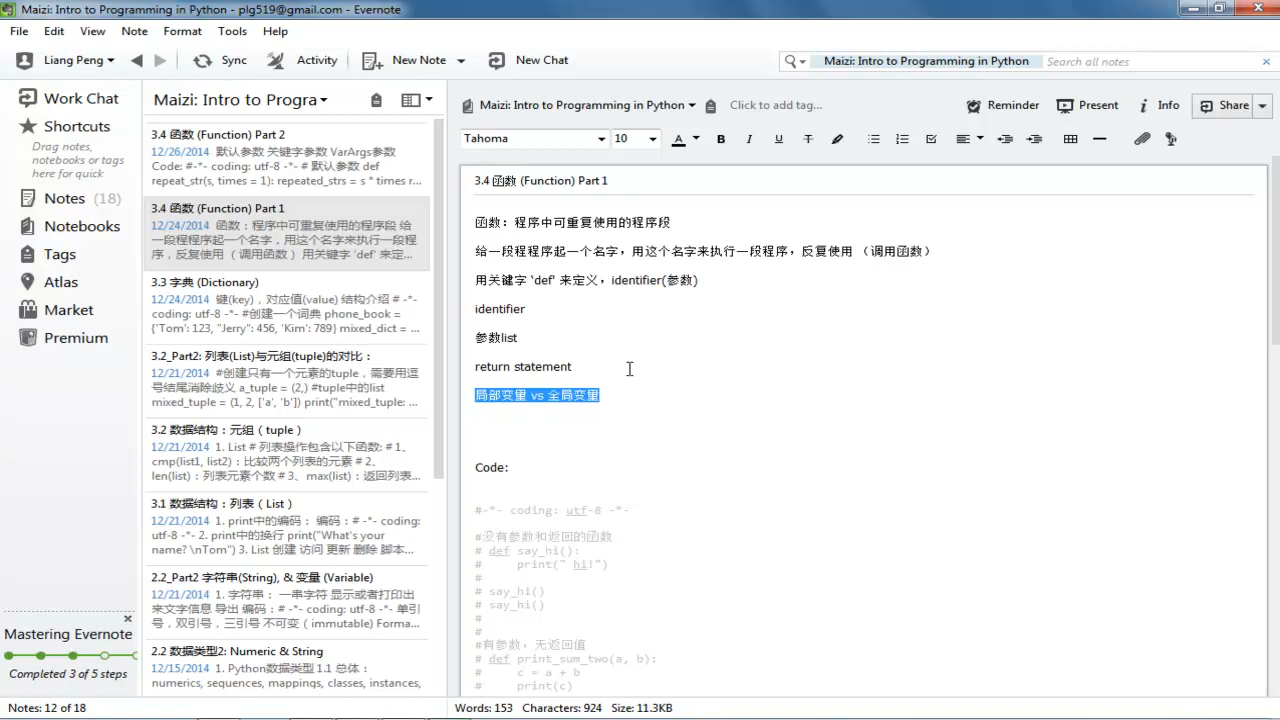 Maizi: Intro to Programming in Python - plg519@gmail.com - Evernote
File Edit View Note Format Tools Help
Liang Peng Sync Activity New Note New Chat
Maizi: Intro to Programming in Python Search all notes
Work Chat
Shortcuts
Drag notes,
notebooks or tags
here for quick
Notes (18)
Notebooks
Tags
Atlas
Market
Premium
Mastering Evernote
Completed 3 of 5 steps
Maizi: Intro to Progra
3.4 函数 (Function) Part 2
12/26/2014 默认参数 关键字参数 VarArgs参数
Code: #-*- coding: utf-8 -*- # 默认参数 def
repeat_str(s, times = 1): repeated_strs = s * times r...
3.4 函数 (Function) Part 1
12/24/2014 函数：程序中可重复使用的程序段 给
一段程程序起一个名字，用这个名字来执行一段程
序，反复使用（调用函数） 用关键字 'def' 来定...
3.3 字典 (Dictionary)
12/24/2014 键(key)，对应值(value) 结构介绍 # -*-
coding: utf-8 -*- #创建一个词典 phone_book =
{'Tom': 123, "Jerry": 456, 'Kim': 789} mixed_dict = ...
3.2_Part2: 列表(List)与元组(tuple)的对比：
12/21/2014 #创建只有一个元素的tuple，需要用逗
号结尾消除歧义 a_tuple = (2,) #tuple中的list
mixed_tuple = (1, 2, ['a', 'b']) print("mixed_tuple: ...
3.2 数据结构：元组（tuple）
12/21/2014 1. List # 列表操作包含以下函数: # 1、
cmp(list1, list2)：比较两个列表的元素 # 2、
len(list)：列表元素个数 # 3、max(list)：返回列表...
3.1 数据结构：列表（List）
12/21/2014 1. print中的编码： 编码：# -*- coding:
utf-8 -*- 2. print中的换行 print("What's your
name? \nTom") 3. List 创建 访问 更新 删除 脚本...
2.2_Part2 字符串(String), & 变量 (Variable)
12/21/2014 1. 字符串： 一串字符 显示或者打印出
来文字信息 导出 编码：# -*- coding: utf-8 -*- 单引
号，双引号，三引号 不可变（immutable) Forma...
2.2 数据类型2: Numeric & String
12/15/2014 1. Python数据类型 1.1 总体：
numerics, sequences, mappings, classes, instances,
Maizi: Intro to Programming in Python Click to add tag... Reminder Present Info Share
Tahoma 10 A B I U T
3.4 函数 (Function) Part 1
函数：程序中可重复使用的程序段
给一段程程序起一个名字，用这个名字来执行一段程序，反复使用 （调用函数）
用关键字 'def' 来定义，identifier(参数)
identifier
参数list
return statement
局部变量 vs 全局变量
Code:
#-*- coding: utf-8 -*-
#没有参数和返回的函数
# def say_hi():
# print(" hi!")
#
# say_hi()
# say_hi()
#
#
#有参数，无返回值
# def print_sum_two(a, b):
# c = a + b
# print(c)
Notes: 12 of 18 Words: 153 Characters: 924 Size: 11.3KB